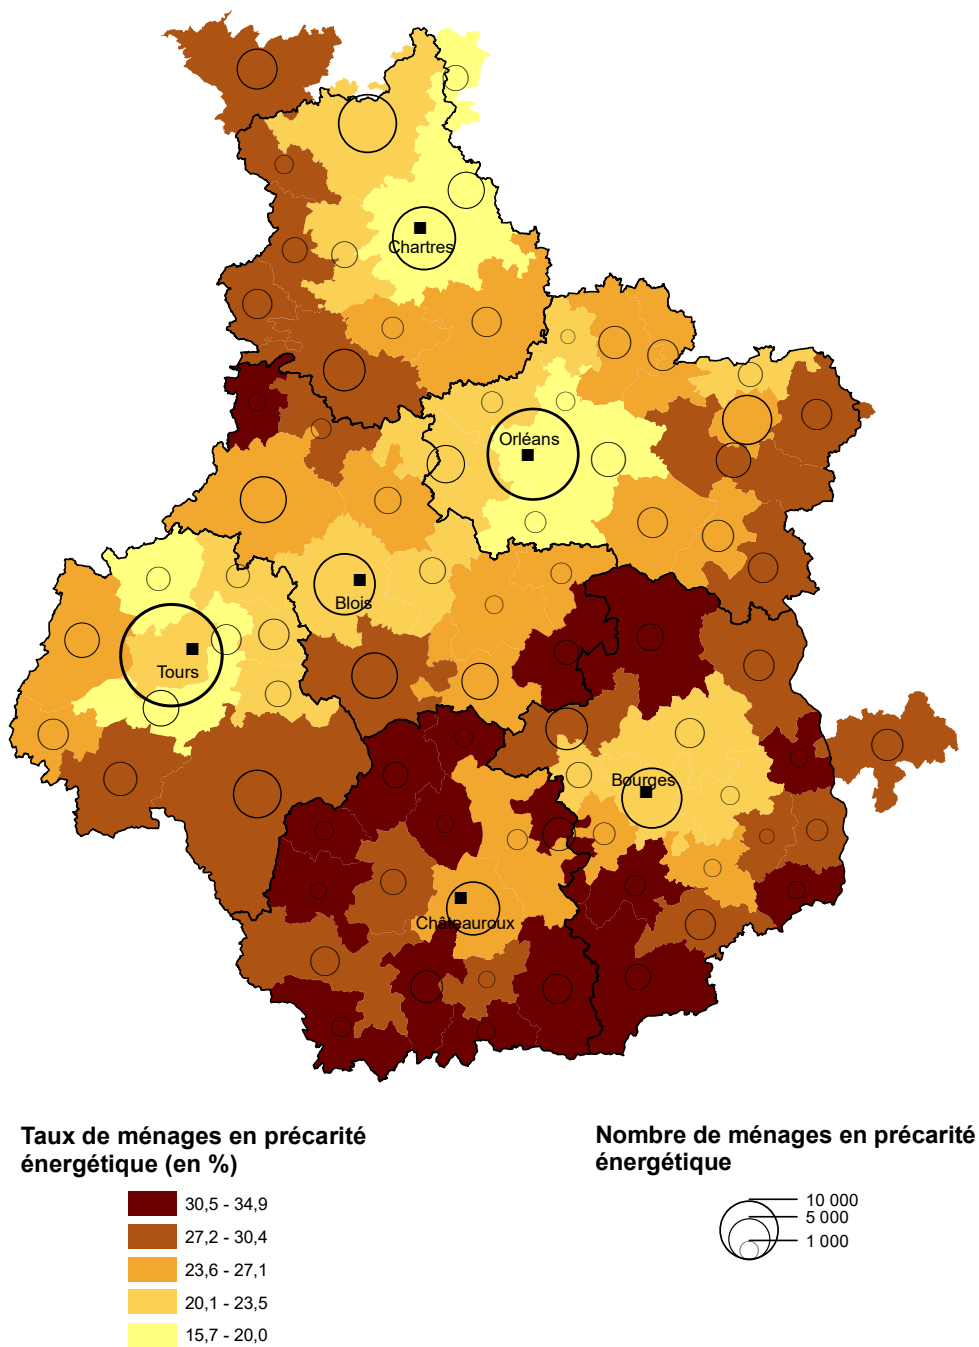 Chartres
Orléans
Blois
Tours
Bourges
Châteauroux
Taux de ménages en précarité
énergétique (en %)
30,5 - 34,9
27,2 - 30,4
23,6 - 27,1
20,1 - 23,5
15,7 - 20,0
Nombre de ménages en précarité
énergétique
10 000
5 000
1 000